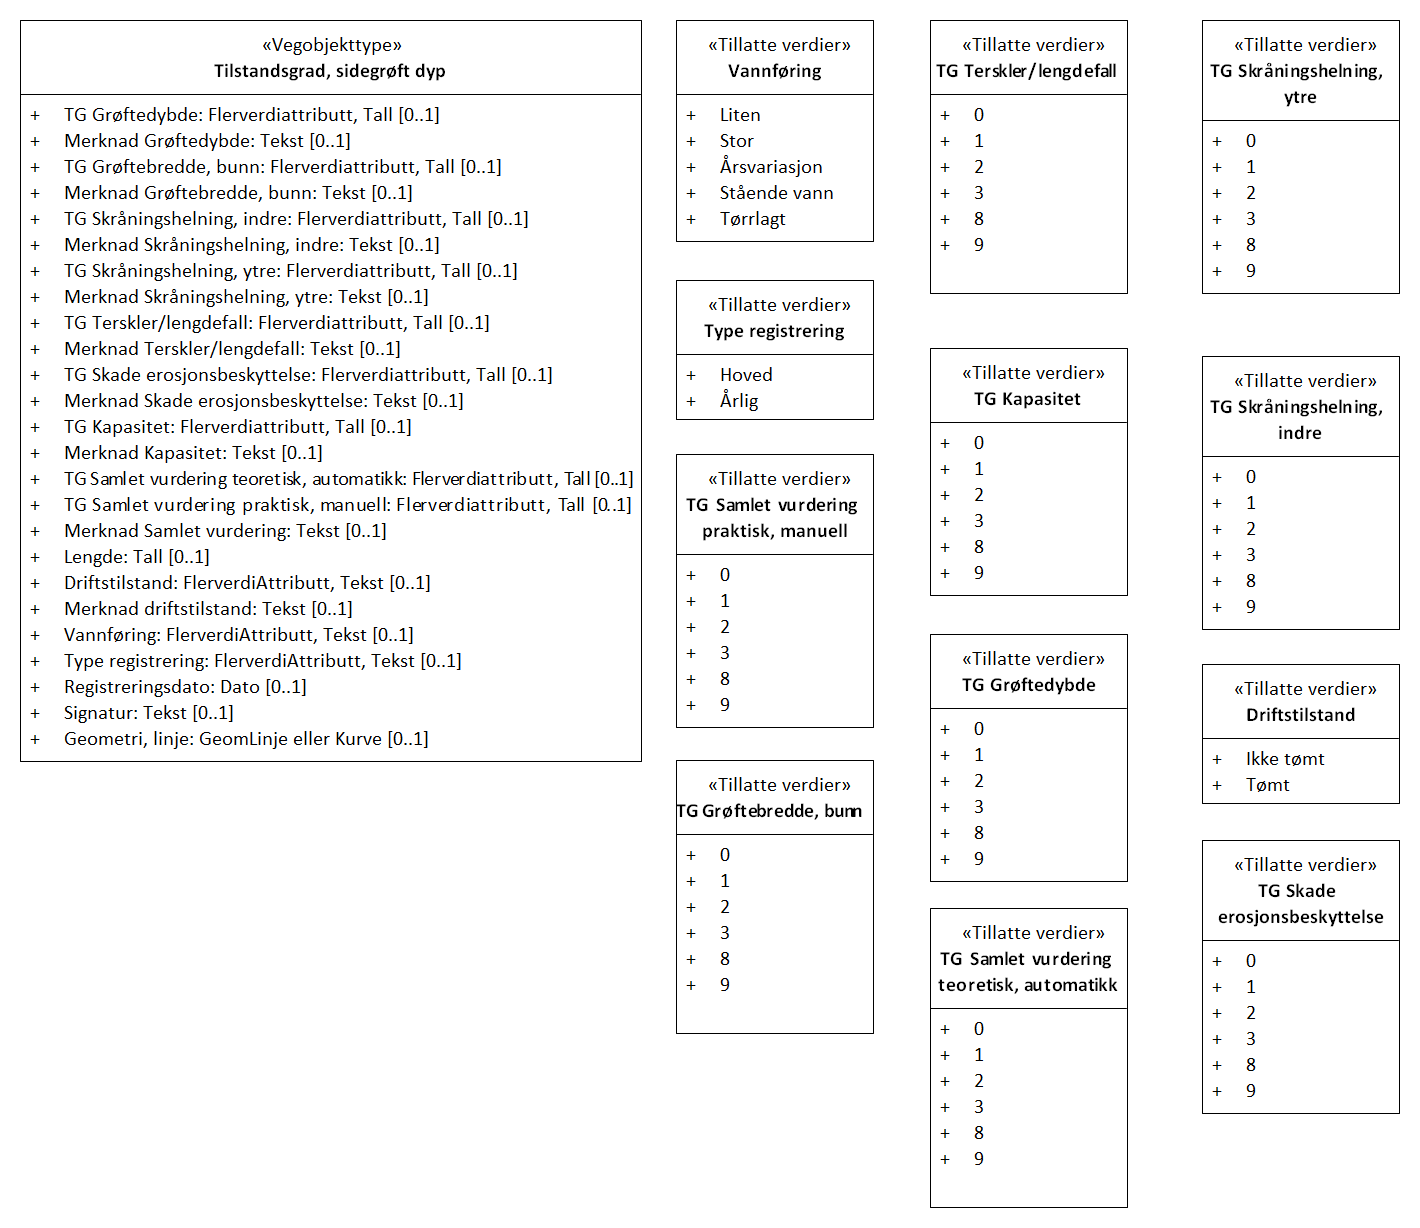 «Vegobjekttype»
Tilstandsgrad, sidegrøft dyp
+ TG Grøftedybde: Flerverdiattributt, Tall [0..1]
+ Merknad Grøftedybde: Tekst [0..1]
+ TG Grøftebredde, bunn: Flerverdiattributt, Tall [0..1]
+ Merknad Grøftebredde, bunn: Tekst [0..1]
+ TG Skråningshelning, indre: Flerverdiattributt, Tall [0..1]
+ Merknad Skråningshelning, indre: Tekst [0..1]
+ TG Skråningshelning, ytre: Flerverdiattributt, Tall [0..1]
+ Merknad Skråningshelning, ytre: Tekst [0..1]
+ TG Terskler/lengdefall: Flerverdiattributt, Tall [0..1]
+ Merknad Terskler/lengdefall: Tekst [0..1]
+ TG Skade erosjonsbeskyttelse: Flerverdiattributt, Tall [0..1]
+ Merknad Skade erosjonsbeskyttelse: Tekst [0..1]
+ TG Kapasitet: Flerverdiattributt, Tall [0..1]
+ Merknad Kapasitet: Tekst [0..1]
+ TG Samlet vurdering teoretisk, automatikk: Flerverdiattributt, Tall [0..1]
+ TG Samlet vurdering praktisk, manuell: Flerverdiattributt, Tall [0..1]
+ Merknad Samlet vurdering: Tekst [0..1]
+ Lengde: Tall [0..1]
+ Driftstilstand: FlerverdiAttributt, Tekst [0..1]
+ Merknad driftstilstand: Tekst [0..1]
+ Vannføring: FlerverdiAttributt, Tekst [0..1]
+ Type registrering: FlerverdiAttributt, Tekst [0..1]
+ Registreringsdato: Dato [0..1]
+ Signatur: Tekst [0..1]
+ Geometri, linje: GeomLinje eller Kurve [0..1]
«Tillatte verdier»
Vannføring
+ Liten
+ Stor
+ Årsvariasjon
+ Stående vann
+ Tørrlagt
«Tillatte verdier»
Type registrering
+ Hoved
+ Årlig
«Tillatte verdier»
TG Samlet vurdering
praktisk, manuell
+ 0
+ 1
+ 2
+ 3
+ 8
+ 9
«Tillatte verdier»
TG Grøftebredde, bunn
+ 0
+ 1
+ 2
+ 3
+ 8
+ 9
«Tillatte verdier»
TG Terskler/lengdefall
+ 0
+ 1
+ 2
+ 3
+ 8
+ 9
«Tillatte verdier»
TG Kapasitet
+ 0
+ 1
+ 2
+ 3
+ 8
+ 9
«Tillatte verdier»
TG Grøftedybde
+ 0
+ 1
+ 2
+ 3
+ 8
+ 9
«Tillatte verdier»
TG Samlet vurdering
teoretisk, automatikk
+ 0
+ 1
+ 2
+ 3
+ 8
+ 9
«Tillatte verdier»
TG Skråningshelning,
ytre
+ 0
+ 1
+ 2
+ 3
+ 8
+ 9
«Tillatte verdier»
TG Skråningshelning,
indre
+ 0
+ 1
+ 2
+ 3
+ 8
+ 9
«Tillatte verdier»
Driftstilstand
+ Ikke tømt
+ Tømt
«Tillatte verdier»
TG Skade
erosjonsbeskyttelse
+ 0
+ 1
+ 2
+ 3
+ 8
+ 9